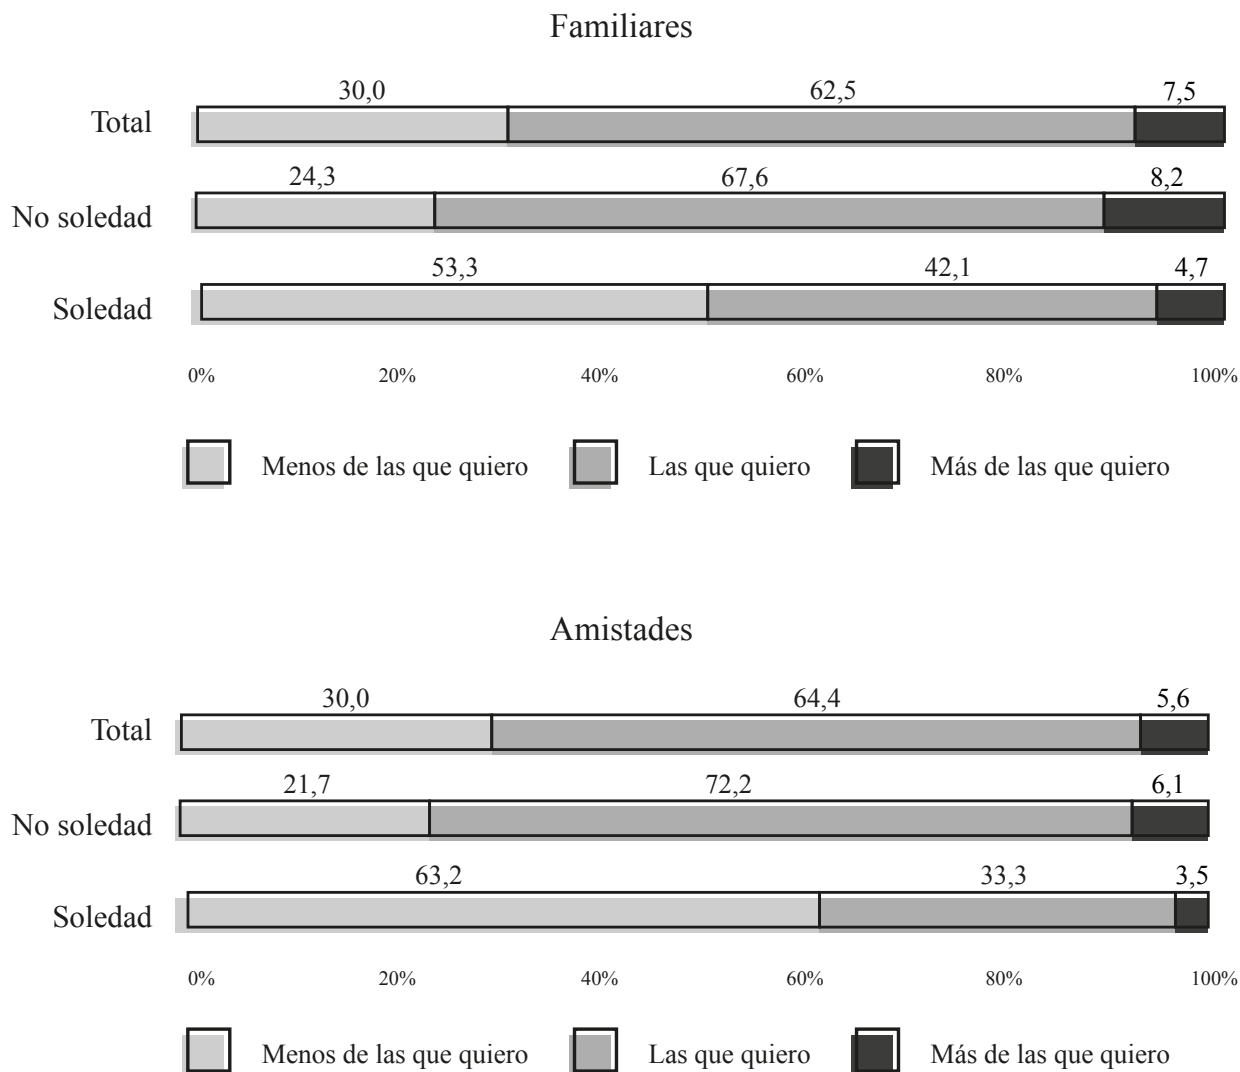 Familiares
30,0 62,5 7,5
Total
24,3 67,6 8,2
No soledad
53,3 42,1 4,7
Soledad
0% 20% 40% 60% 80% 100%
Menos de las que quiero Las que quiero Más de las que quiero
Amistades
30,0 64,4 5,6
Total
21,7 72,2 6,1
No soledad
63,2 33,3 3,5
Soledad
0% 20% 40% 60% 80% 100%
Menos de las que quiero Las que quiero Más de las que quiero